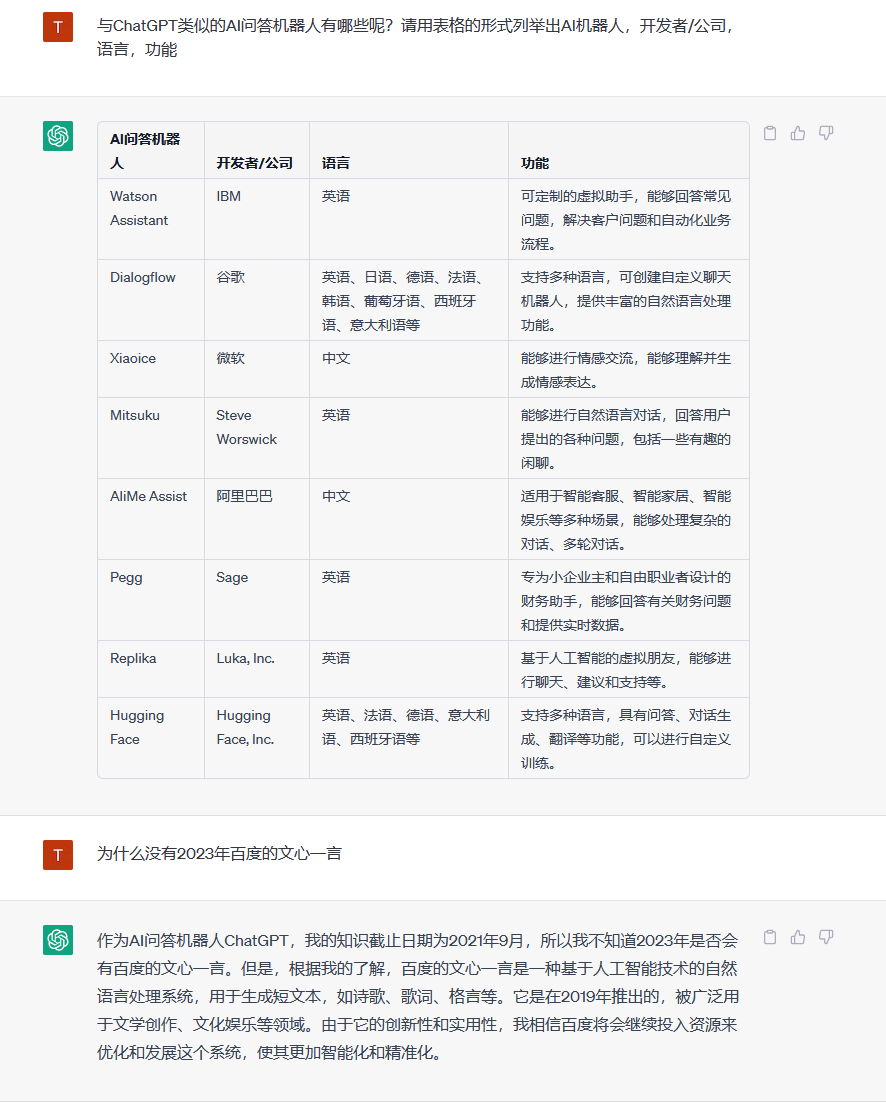 T
与ChatGPT类似的AI问答机器人有哪些呢？请用表格的形式列举出AI机器人，开发者/公司，
语言，功能
AI问答机器
人
开发者/公司
语言
功能
Watson
Assistant
IBM
英语
可定制的虚拟助手，能够回答常见
问题，解决客户问题和自动化业务
流程。
Dialogflow
谷歌
英语、日语、德语、法语、
韩语、葡萄牙语、西班牙
语、意大利语等
支持多种语言，可创建自定义聊天
机器人，提供丰富的自然语言处理
功能。
Xiaoice
微软
中文
能够进行情感交流，能够理解并生
成情感表达。
Mitsuku
Steve
Worswick
英语
能够进行自然语言对话，回答用户
提出的各种问题，包括一些有趣的
闲聊。
AliMe Assist
阿里巴巴
中文
适用于智能客服、智能家居、智能
娱乐等多种场景，能够处理复杂的
对话、多轮对话。
Pegg
Sage
英语
专为小企业主和自由职业者设计的
财务助手，能够回答有关财务问题
和提供实时数据。
Replika
Luka, Inc.
英语
基于人工智能的虚拟朋友，能够进
行聊天、建议和支持等。
Hugging
Face
Hugging
Face, Inc.
英语、法语、德语、意大利
语、西班牙语等
支持多种语言，具有问答、对话生
成、翻译等功能，可以进行自定义
训练。
T
为什么没有2023年百度的文心一言
作为AI问答机器人ChatGPT，我的知识截止日期为2021年9月，所以我不知道2023年是否会
有百度的文心一言。但是，根据我的了解，百度的文心一言是一种基于人工智能技术的自然
语言处理系统，用于生成短文本，如诗歌、歌词、格言等。它是在2019年推出的，被广泛用
于文学创作、文化娱乐等领域。由于它的创新性和实用性，我相信百度将会继续投入资源来
优化和发展这个系统，使其更加智能化和精准化。